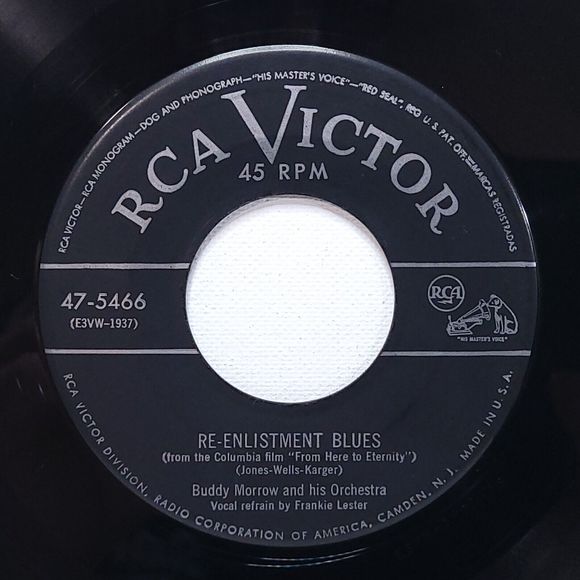 RCA VICTOR—RCA MONOGRAM—DOG AND PHONOGRAPH—"HIS MASTER'S VOICE"—"RED SEAL", REG. U.S. PAT. OFF.—MARCAS REGISTRADAS
RCA VICTOR
45 RPM
47-5466
(E3VW-1937)
RCA
"HIS MASTER'S VOICE"
RE-ENLISTMENT BLUES
(from the Columbia film "From Here to Eternity")
(Jones-Wells-Karger)
Buddy Morrow and his Orchestra
Vocal refrain by Frankie Lester
RCA VICTOR DIVISION, RADIO CORPORATION OF AMERICA, CAMDEN, N. J. MADE IN U.S.A.